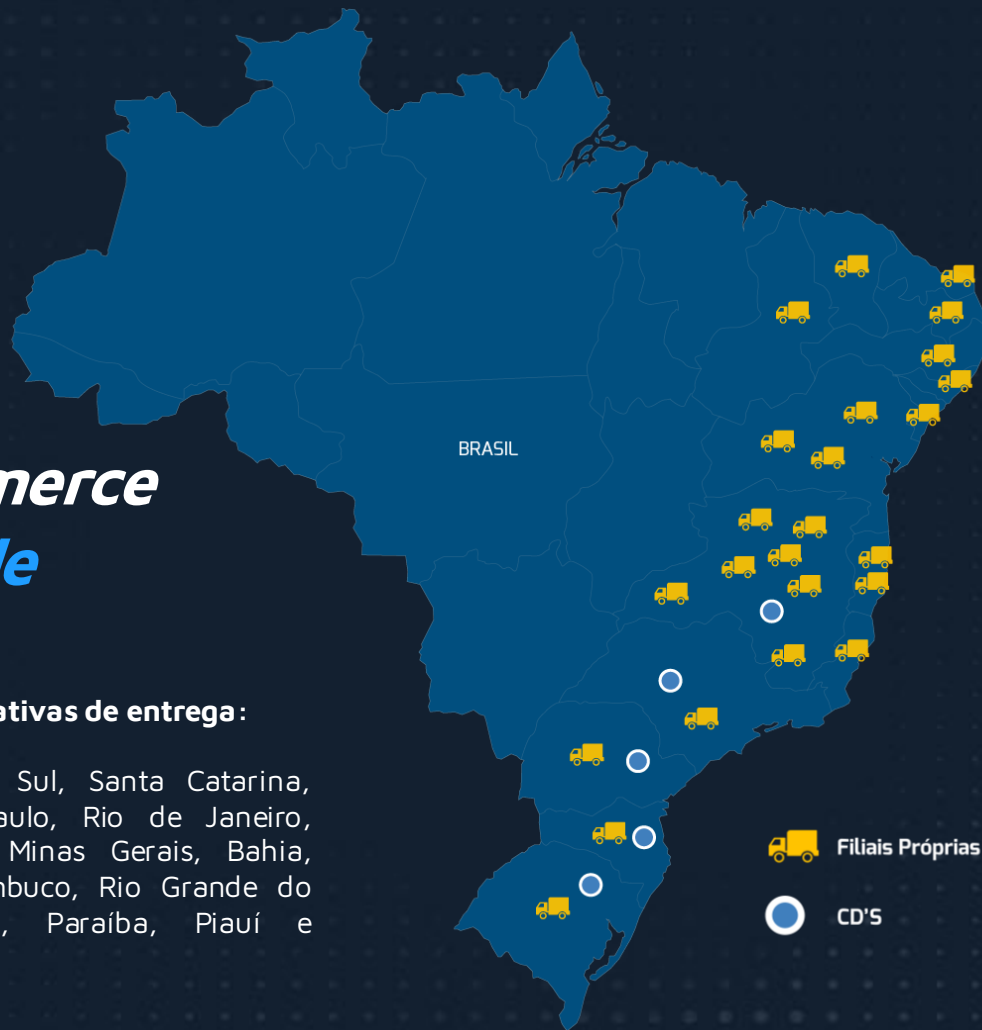 BRASIL
merce
le
ativas de entrega:
Sul, Santa Catarina,
aulo, Rio de Janeiro,
Minas Gerais, Bahia,
nbuco, Rio Grande do
, Paraíba, Piauí e
Filiais Próprias
CD'S